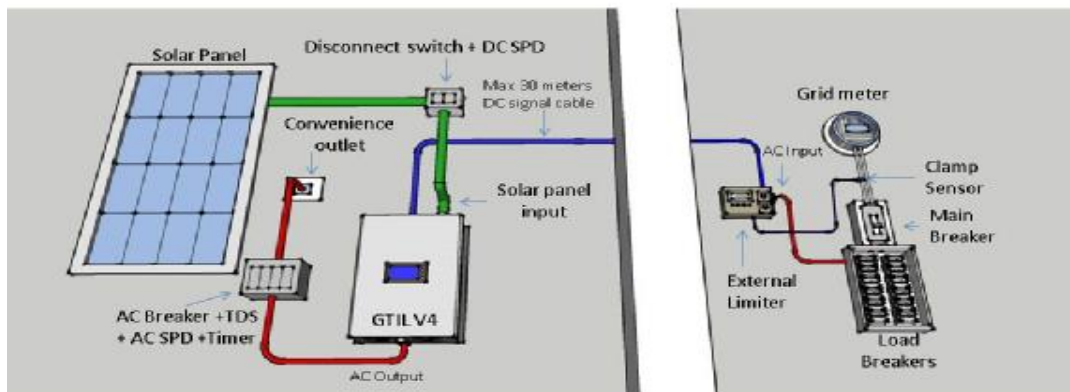 Solar Panel
Disconnect switch + DC SPD
Max 30 meters
DC signal cable
Convenience
outlet
Solar panel
input
AC Breaker +TDS
+ AC SPD +Timer
GTIL V4
AC Output
Grid meter
AC Input
Clamp
Sensor
Main
Breaker
External
Limiter
Load
Breakers